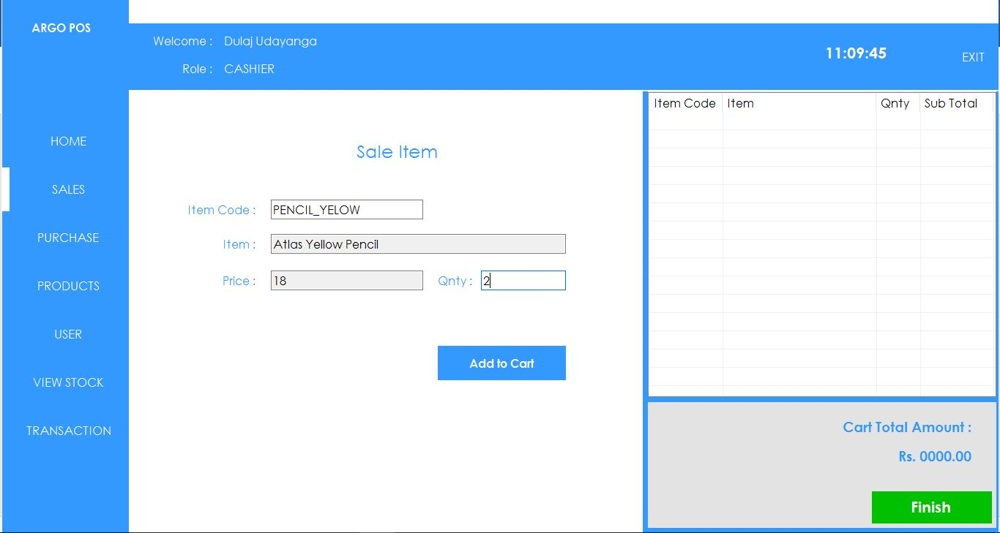 ARGO POS
Welcome : Dulaj Udayanga
Role : CASHIER
11:09:45
EXIT
HOME
SALES
PURCHASE
PRODUCTS
USER
VIEW STOCK
TRANSACTION
Sale Item
Item Code : PENCIL_YELOW
Item : Atlas Yellow Pencil
Price : 18 Qnty : 2
Add to Cart
Item Code Item Qnty Sub Total
Cart Total Amount :
Rs. 0000.00
Finish